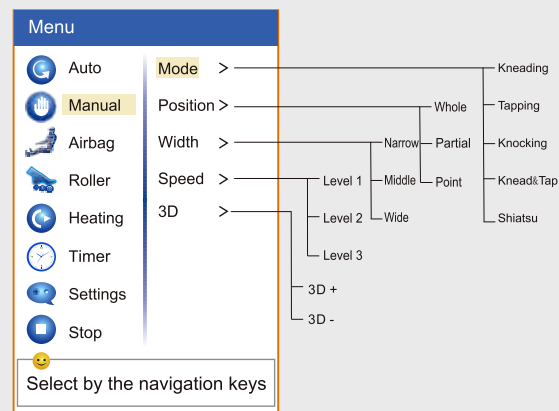 Menu
Auto
Manual
Airbag
Roller
Heating
Timer
Settings
Stop
Mode >
Position >
Width >
Speed >
3D >
Kneading
Tapping
Knocking
Knead&Tap
Shiatsu
Whole
Partial
Point
Narrow
Middle
Wide
Level 1
Level 2
Level 3
3D +
3D -
Select by the navigation keys